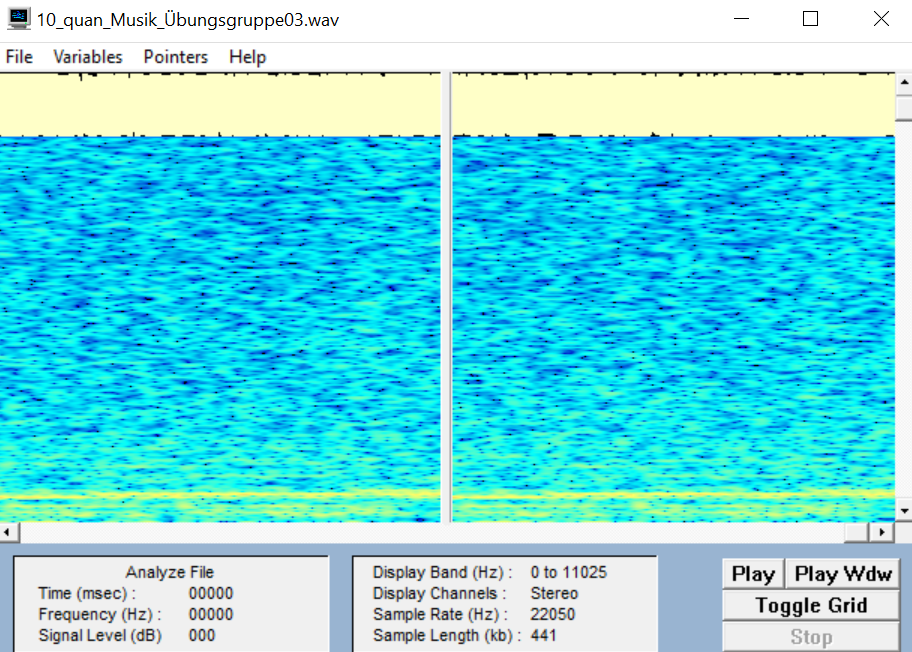 10_quan_Musik_Übungsgruppe03.wav
File Variables Pointers Help
Analyze File
Time (msec) : 00000
Frequency (Hz) : 00000
Signal Level (dB) 000
Display Band (Hz) : 0 to 11025
Display Channels : Stereo
Sample Rate (Hz) : 22050
Sample Length (kb) : 441
Play Play Wdw
Toggle Grid
Stop